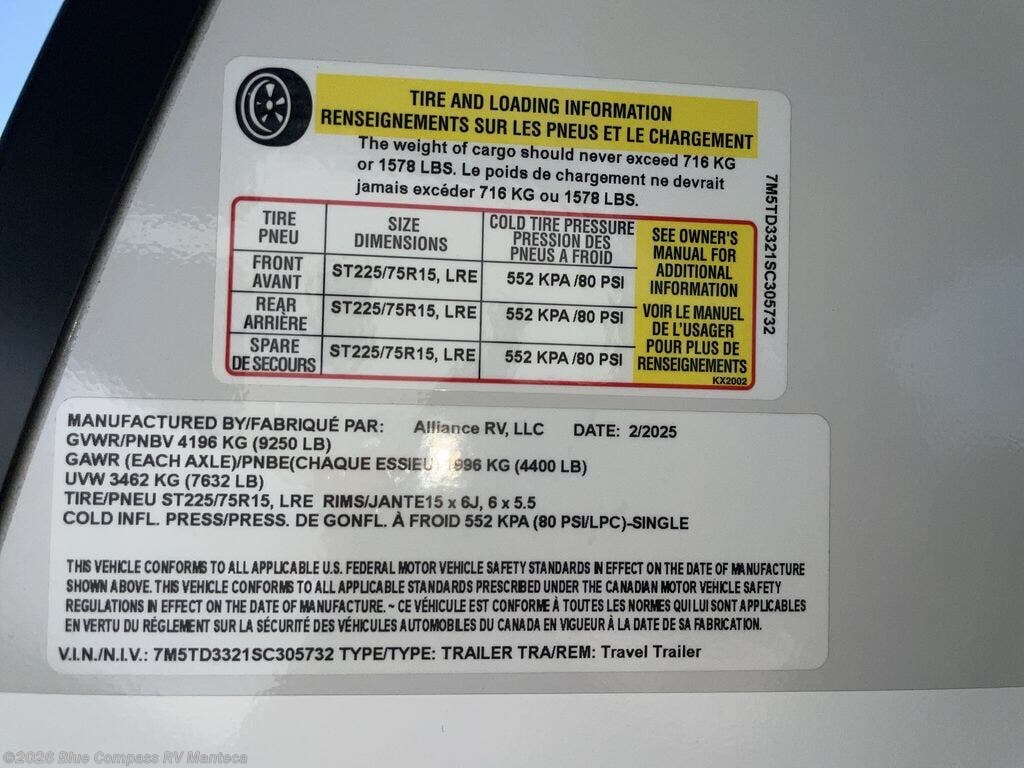 TIRE AND LOADING INFORMATION
RENSEIGNEMENTS SUR LES PNEUS ET LE CHARGEMENT
The weight of cargo should never exceed 716 KG
or 1578 LBS. Le poids de chargement ne devrait
jamais excéder 716 KG ou 1578 LBS.
TIRE
PNEU
SIZE
DIMENSIONS
COLD TIRE PRESSURE
PRESSION DES
PNEUS A FROID
FRONT
AVANT
ST225/75R15, LRE
552 KPA /80 PSI
REAR
ARRIÈRE
ST225/75R15, LRE
552 KPA /80 PSI
SPARE
DE SECOURS
ST225/75R15, LRE
552 KPA /80 PSI
SEE OWNER'S
MANUAL FOR
ADDITIONAL
INFORMATION
VOIR LE MANUEL
DE L'USAGER
POUR PLUS DE
RENSEIGNEMENTS
KX2002
7M5TD3321SC305732
MANUFACTURED BY/FABRIQUÉ PAR: Alliance RV, LLC DATE: 2/2025
GVWR/PNBV 4196 KG (9250 LB)
GAWR (EACH AXLE)/PNBE(CHAQUE ESSIEU) 1996 KG (4400 LB)
UVW 3462 KG (7632 LB)
TIRE/PNEU ST225/75R15, LRE RIMS/JANTE15 x 6J, 6 x 5.5
COLD INFL. PRESS/PRESS. DE GONFL. À FROID 552 KPA (80 PSI/LPC)-SINGLE
THIS VEHICLE CONFORMS TO ALL APPLICABLE U.S. FEDERAL MOTOR VEHICLE SAFETY STANDARDS IN EFFECT ON THE DATE OF MANUFACTURE
SHOWN ABOVE. THIS VEHICLE CONFORMS TO ALL APPLICABLE STANDARDS PRESCRIBED UNDER THE CANADIAN MOTOR VEHICLE SAFETY
REGULATIONS IN EFFECT ON THE DATE OF MANUFACTURE. ~ CE VÉHICULE EST CONFORME À TOUTES LES NORMES QUI LUI SONT APPLICABLES
EN VERTU DU RÉGLEMENT SUR LA SÉCURITÉ DES VÉHICULES AUTOMOBILES DU CANADA EN VIGUEUR À LA DATE DE SA FABRICATION.
V.I.N./N.I.V.: 7M5TD3321SC305732 TYPE/TYPE: TRAILER TRA/REM: Travel Trailer
©2026 Blue Compass RV Manteca